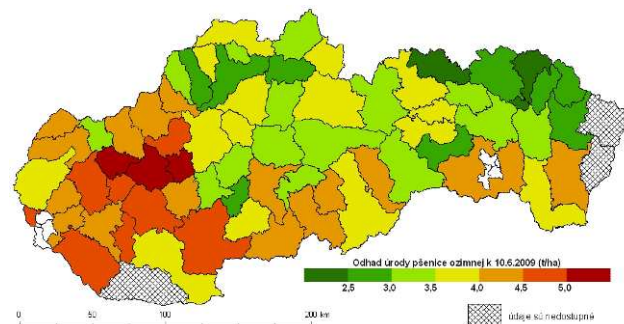 Odhad úrody pšenice ozimnej k 10.6.2009 (t/ha)
2,5 3,0 3,5 4,0 4,5 5,0
0 50 100 200 km
údaje sú nedostupné